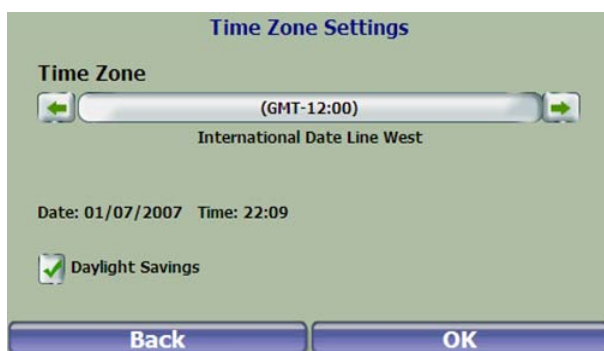 Time Zone Settings
Time Zone
(GMT-12:00)
International Date Line West
Date: 01/07/2007 Time: 22:09
Daylight Savings
Back OK